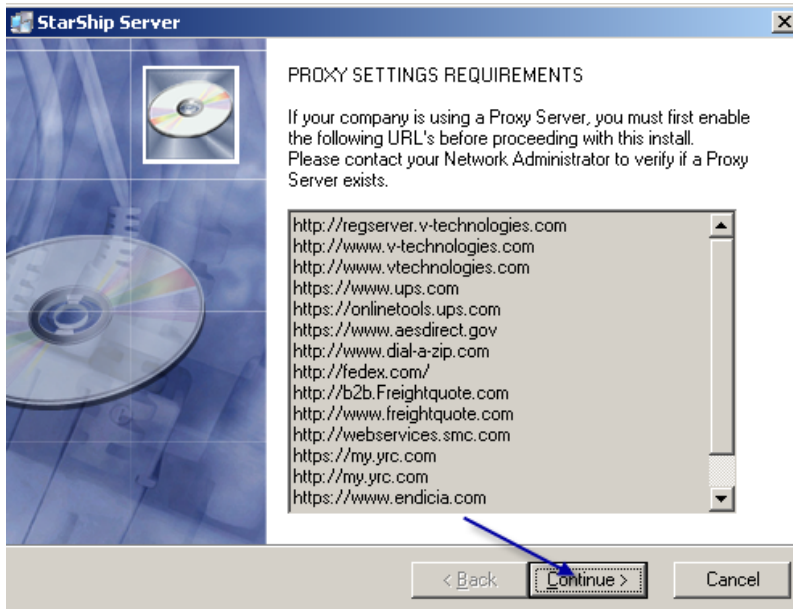 StarShip Server
PROXY SETTINGS REQUIREMENTS
If your company is using a Proxy Server, you must first enable
the following URL's before proceeding with this install.
Please contact your Network Administrator to verify if a Proxy
Server exists.
http://regserver.v-technologies.com
http://www.v-technologies.com
http://www.vtechnologies.com
https://www.ups.com
https://onlinetools.ups.com
https://www.aesdirect.gov
http://www.dial-a-zip.com
http://fedex.com/
http://b2b.Freightquote.com
http://www.freightquote.com
http://webservices.smc.com
https://my.yrc.com
http://my.yrc.com
https://www.endicia.com
< Back
Continue >
Cancel